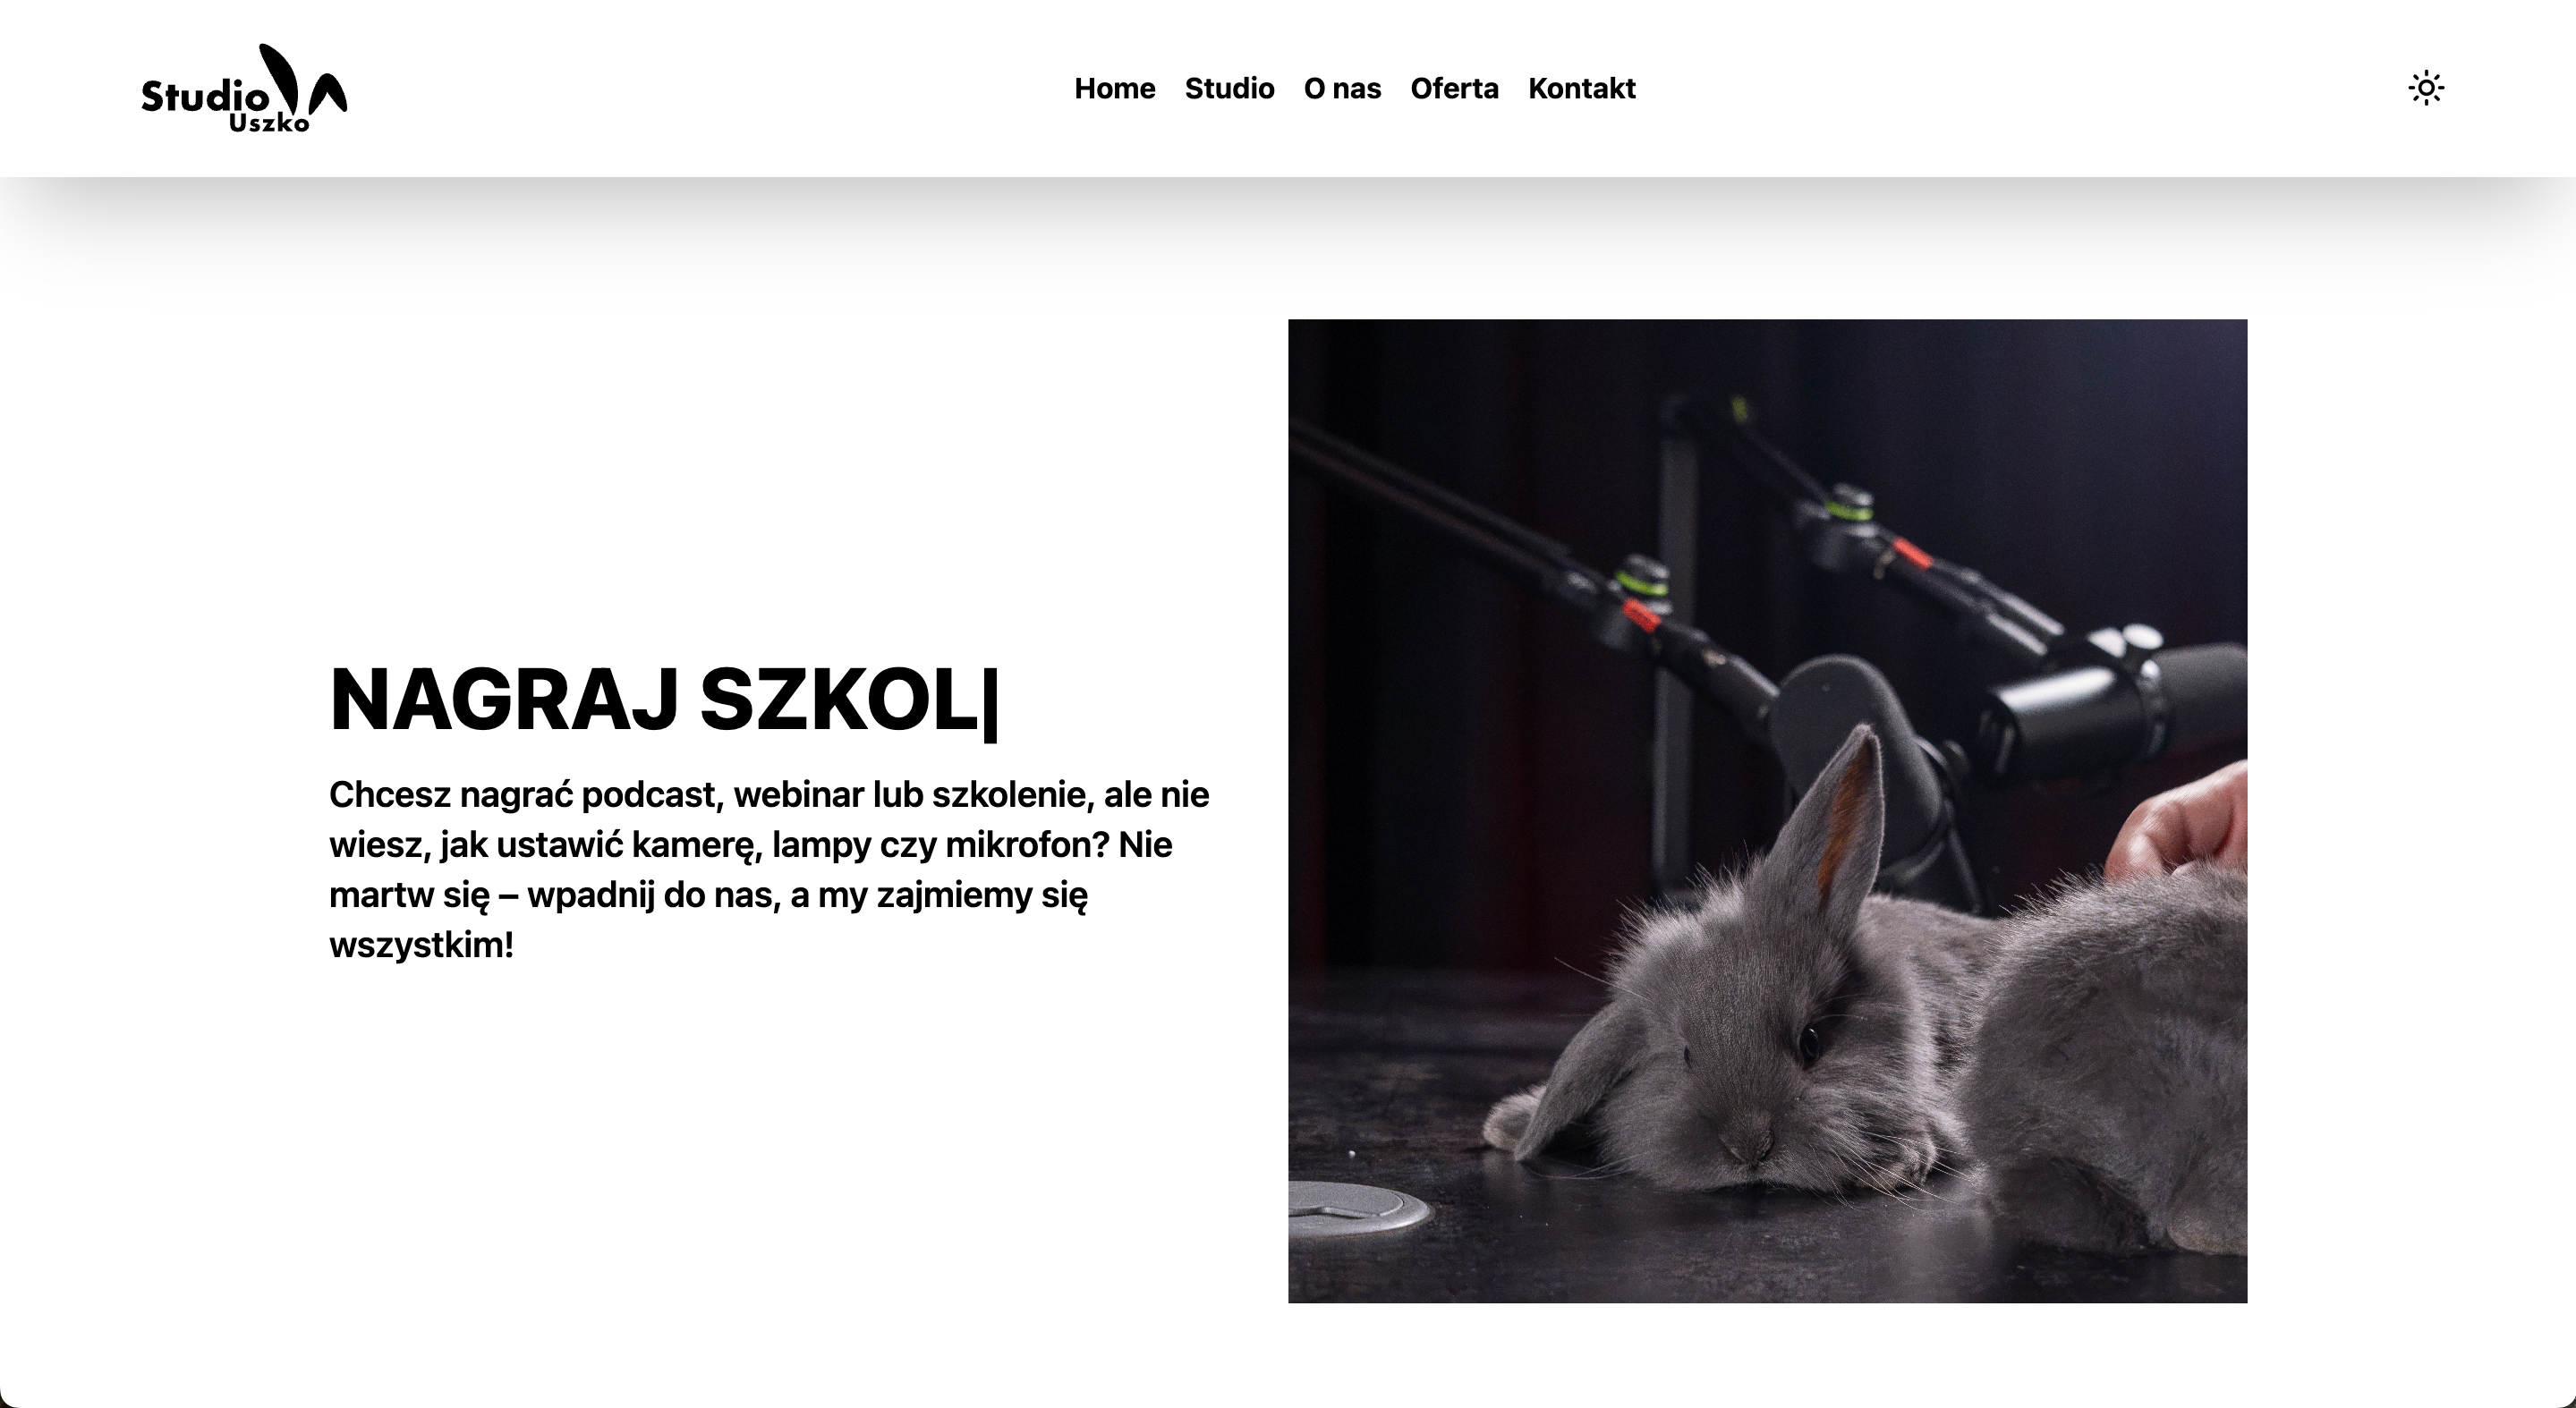 Studio
Uszko
Home Studio O nas Oferta Kontakt
NAGRAJ SZKOL|
Chcesz nagrać podcast, webinar lub szkolenie, ale nie
wiesz, jak ustawić kamerę, lampy czy mikrofon? Nie
martw się – wpadnij do nas, a my zajmiemy się
wszystkim!